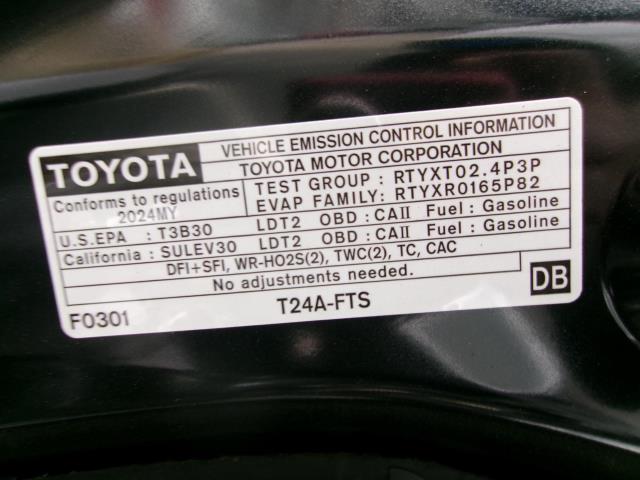 TOYOTA
VEHICLE EMISSION CONTROL INFORMATION
TOYOTA MOTOR CORPORATION
Conforms to regulations
2024MY
TEST GROUP : RTYXT02.4P3P
EVAP FAMILY: RTYXR0165P82
U.S.EPA : T3B30 LDT2 OBD :CAII Fuel : Gasoline
California : SULEV30 LDT2 OBD :CAII Fuel : Gasoline
DFI+SFI, WR-HO2S(2), TWC(2), TC, CAC
No adjustments needed.
DB
F0301
T24A-FTS